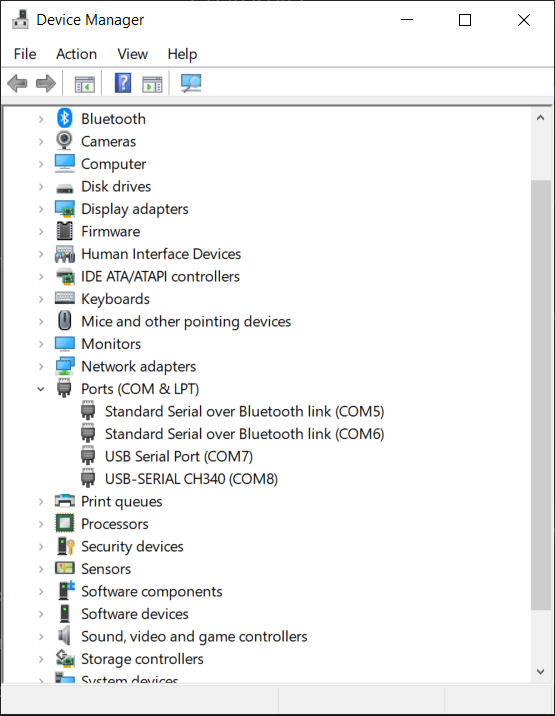 Device Manager
File Action View Help
Bluetooth
Cameras
Computer
Disk drives
Display adapters
Firmware
Human Interface Devices
IDE ATA/ATAPI controllers
Keyboards
Mice and other pointing devices
Monitors
Network adapters
Ports (COM & LPT)
Standard Serial over Bluetooth link (COM5)
Standard Serial over Bluetooth link (COM6)
USB Serial Port (COM7)
USB-SERIAL CH340 (COM8)
Print queues
Processors
Security devices
Sensors
Software components
Software devices
Sound, video and game controllers
Storage controllers
System devices